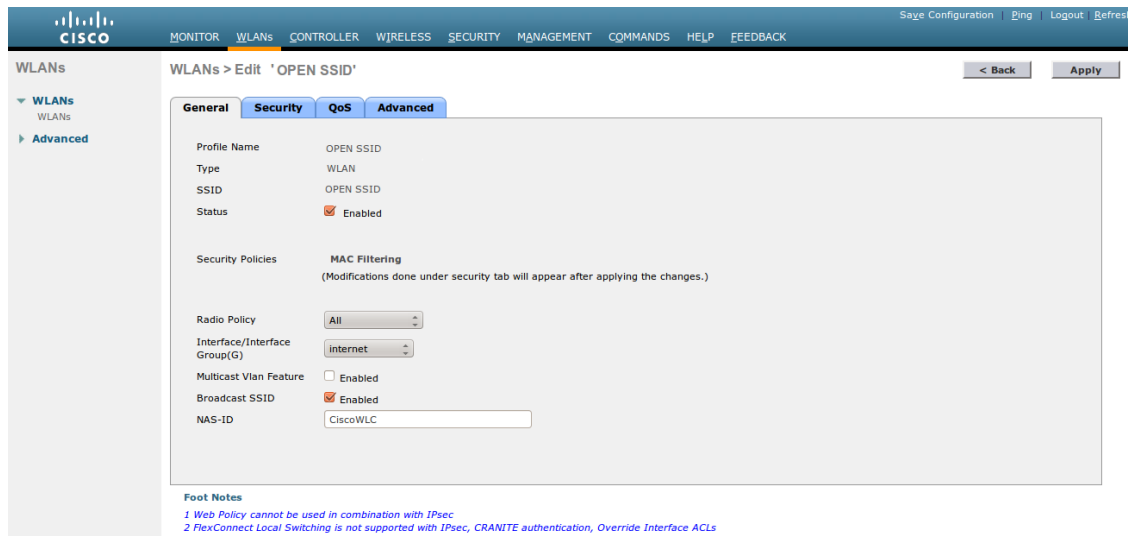 Save Configuration | Ping | Logout | Refresh
CISCO
MONITOR WLANs CONTROLLER WIRELESS SECURITY MANAGEMENT COMMANDS HELP FEEDBACK
WLANs
WLANs > Edit 'OPEN SSID'
< Back
Apply
WLANs
WLANs
Advanced
General Security QoS Advanced
Profile Name OPEN SSID
Type WLAN
SSID OPEN SSID
Status Enabled
Security Policies MAC Filtering
(Modifications done under security tab will appear after applying the changes.)
Radio Policy All
Interface/Interface
Group(G) internet
Multicast Vlan Feature Enabled
Broadcast SSID Enabled
NAS-ID CiscoWLC
Foot Notes
1 Web Policy cannot be used in combination with IPsec
2 FlexConnect Local Switching is not supported with IPsec, CRANITE authentication, Override Interface ACLs